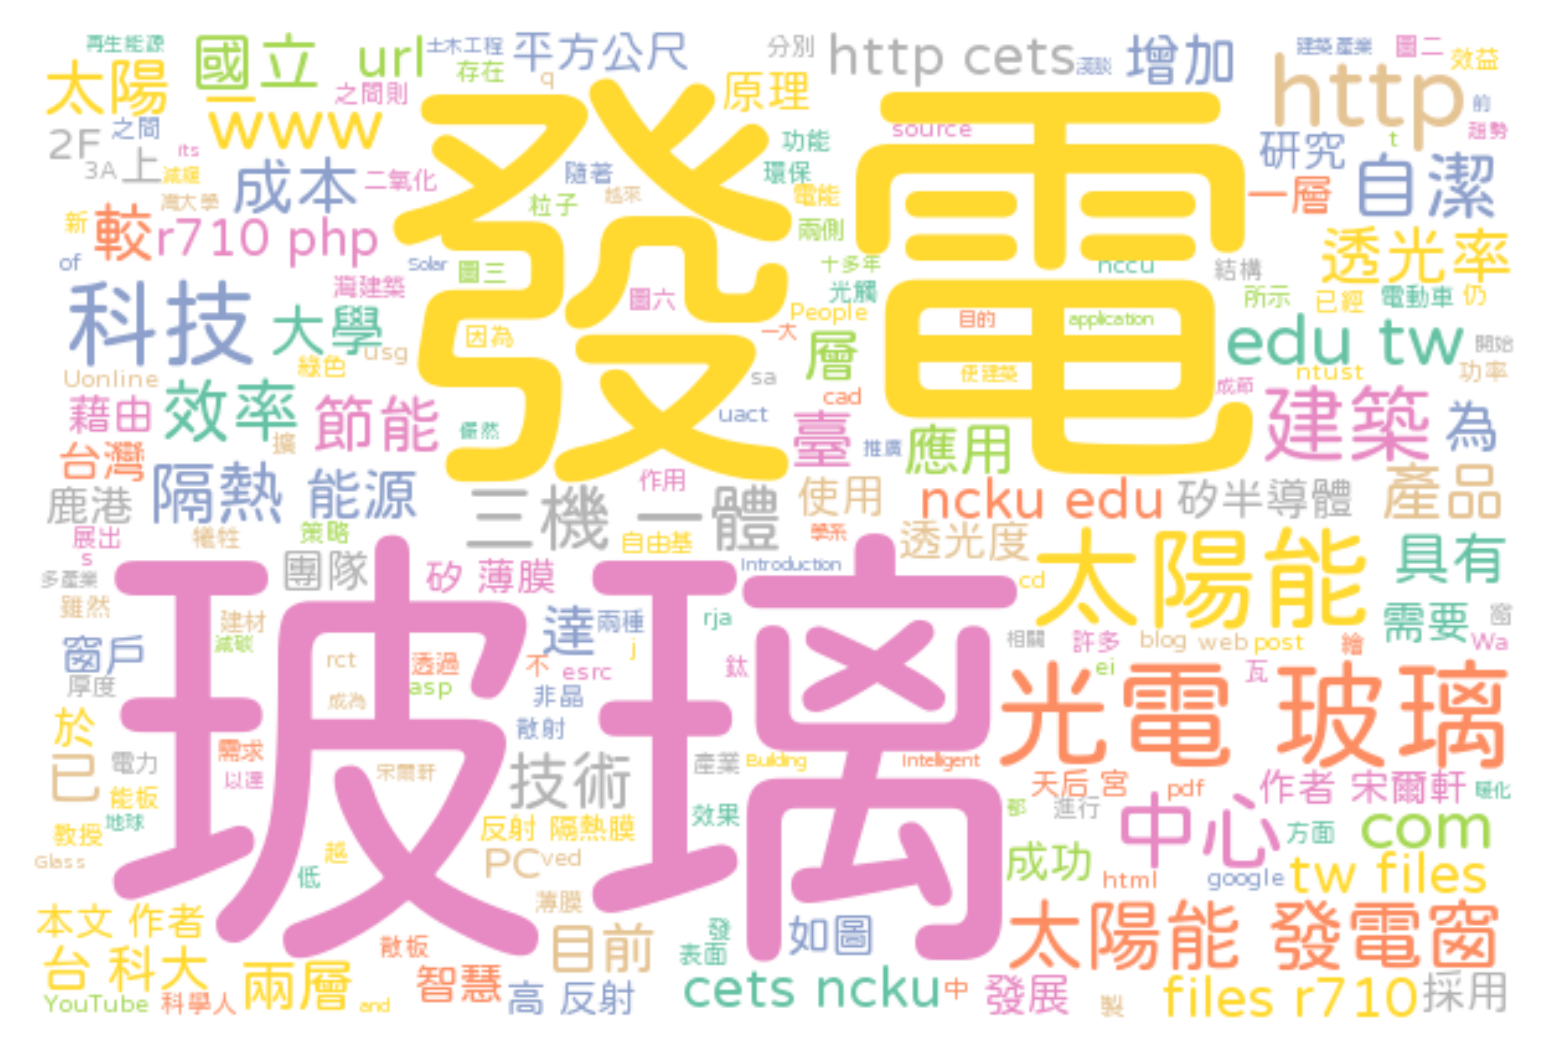 再生能源
國立
url
土木工程
平方公尺
分別
http cets
淺談
增加
建築 產業
圖二
效益
太陽
存在
q
原理
http
前
之間則
www
2F
之間
its
功能
source
研究
t
趨勢
3A
上
減緩
成本
二氧化
隨著
環保
自潔
灣大學
粒子
越來
電能
一層
發電
新
較
r710 php
兩側
透光率
of
Solar
圖三
十多年
nccu
結構
科技
灣建築
圖六
光觸
所示
已經
電動車
仍
大學
因為
People
一大
目的
application
edu tw
開始
usg
綠色
層
使 建築
ntust
功率
Uonline
sa
cad
成節
藉由
效率
節能
uact
建築
為
擴
儼然
臺
推廣
應用
台灣
隔熱
能源
作用
使用
ncku edu
矽半導體
產品
鹿港
三機 一體
展出
犧牲
策略
自由基
學系
透光度
太陽能
具有
s
多產業
團隊
矽 薄膜
Introduction
cd
雖然
建材
達
兩種
rja
需要
窗
窗戶
減碳
j
相關
許多
blog
web
post
繪
Wa
厚度
rct
透過
不
esrc
鈦
ei
瓦
成為
asp
非晶
光電 玻璃
玻璃
於
散射
已
電力
需求
以達
宋爾軒
技術
產業
Building
Intelligent
能板
天后 宮
pdf
作者 宋爾軒
暖化
教授
地球
反射 隔熱膜
效果
都
進行
中心
方面
com
Glass
越
低
PC
ved
成功
html
google
tw files
本文 作者
薄膜
發
如圖
太陽能 發電窗
散板
目前
表面
台 科大
兩層
智慧
高 反射
cets ncku
中
發展
files r710
採用
YouTube
科學人
and
製